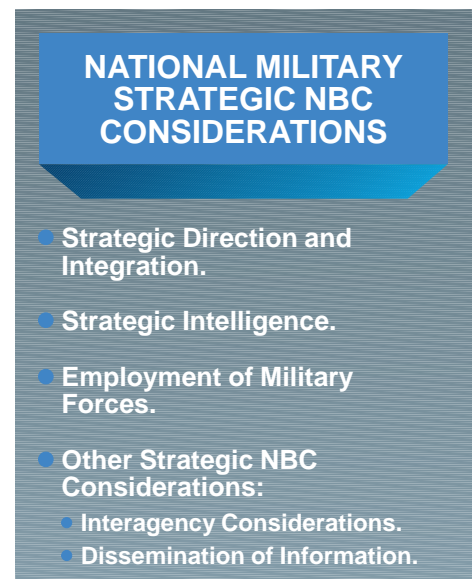 NATIONAL MILITARY
STRATEGIC NBC
CONSIDERATIONS
Strategic Direction and
Integration.
Strategic Intelligence.
Employment of Military
Forces.
Other Strategic NBC
Considerations:
Interagency Considerations.
Dissemination of Information.